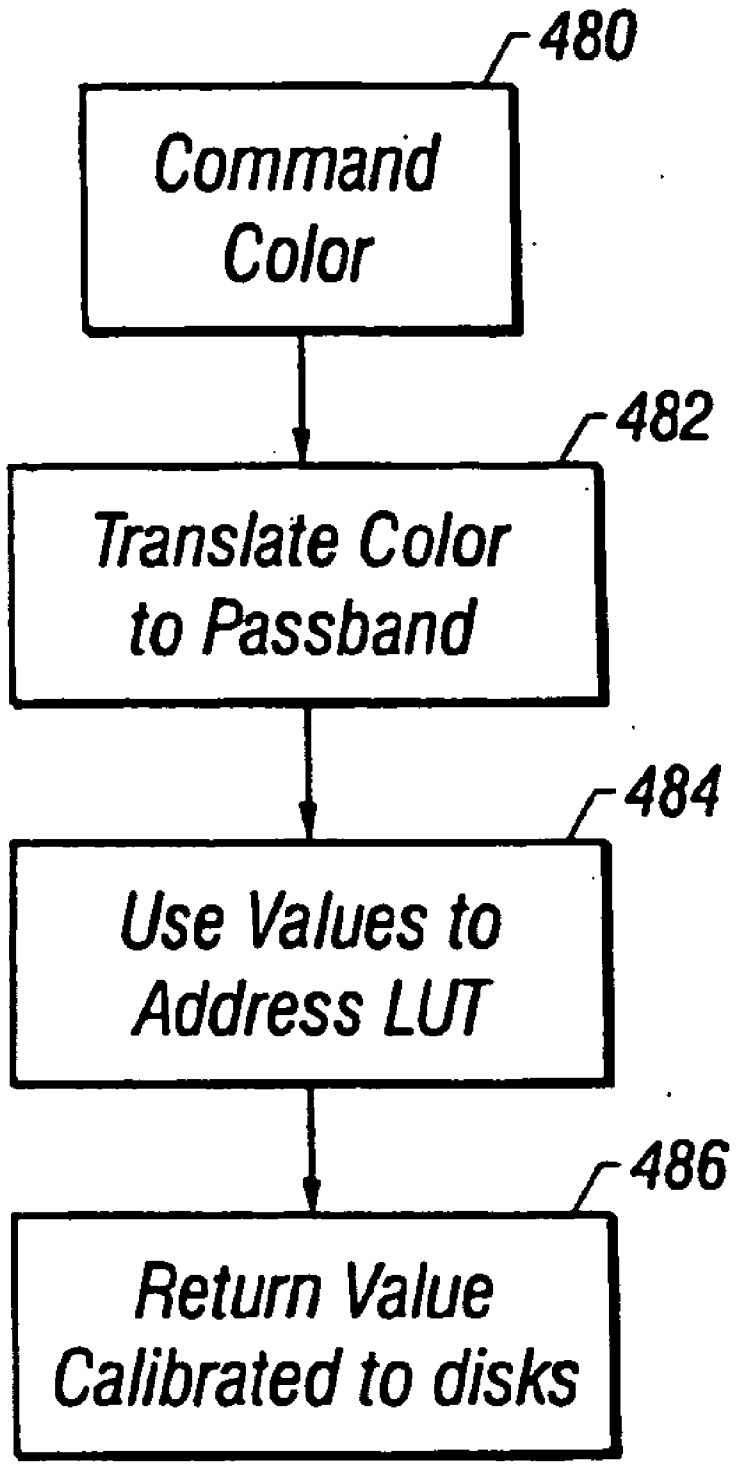 480
Command
Color
482
Translate Color
to Passband
484
Use Values to
Address LUT
486
Return Value
Calibrated to disks